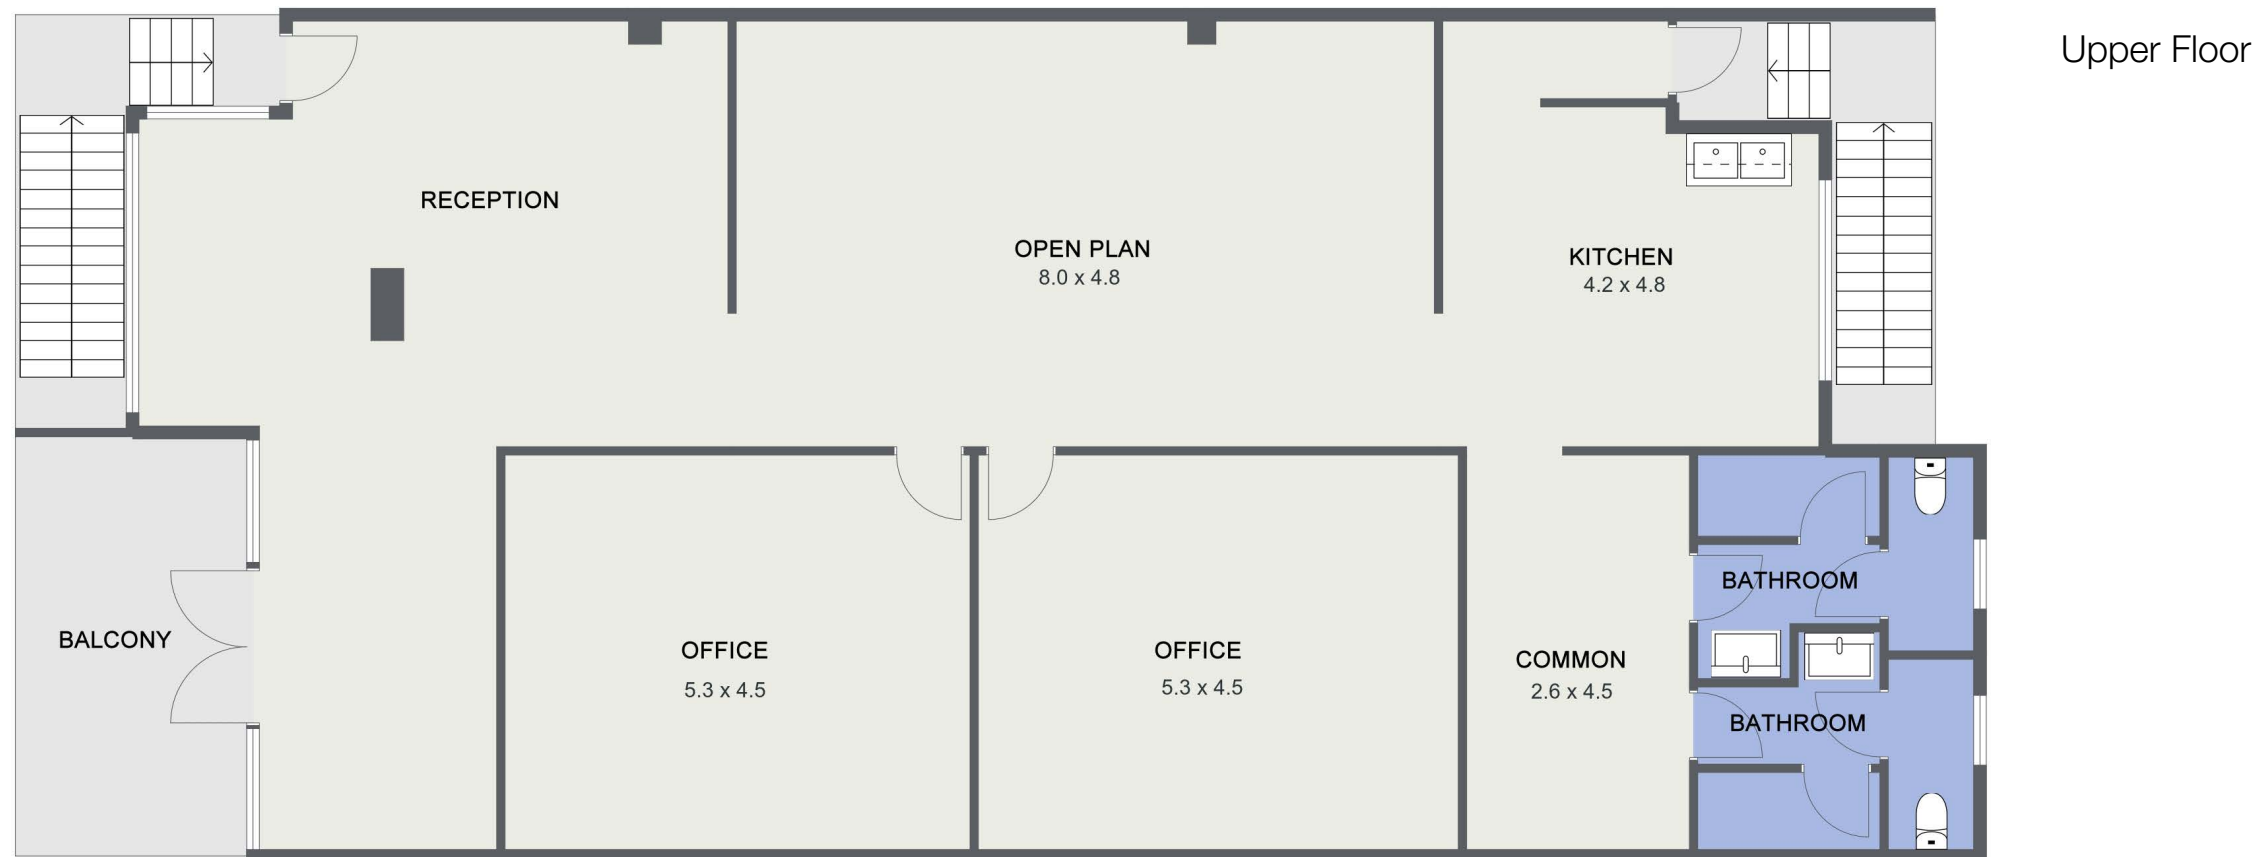 Upper Floor
RECEPTION
OPEN PLAN
8.0 x 4.8
KITCHEN
4.2 x 4.8
BALCONY
OFFICE
5.3 x 4.5
OFFICE
5.3 x 4.5
COMMON
2.6 x 4.5
BATHROOM
BATHROOM